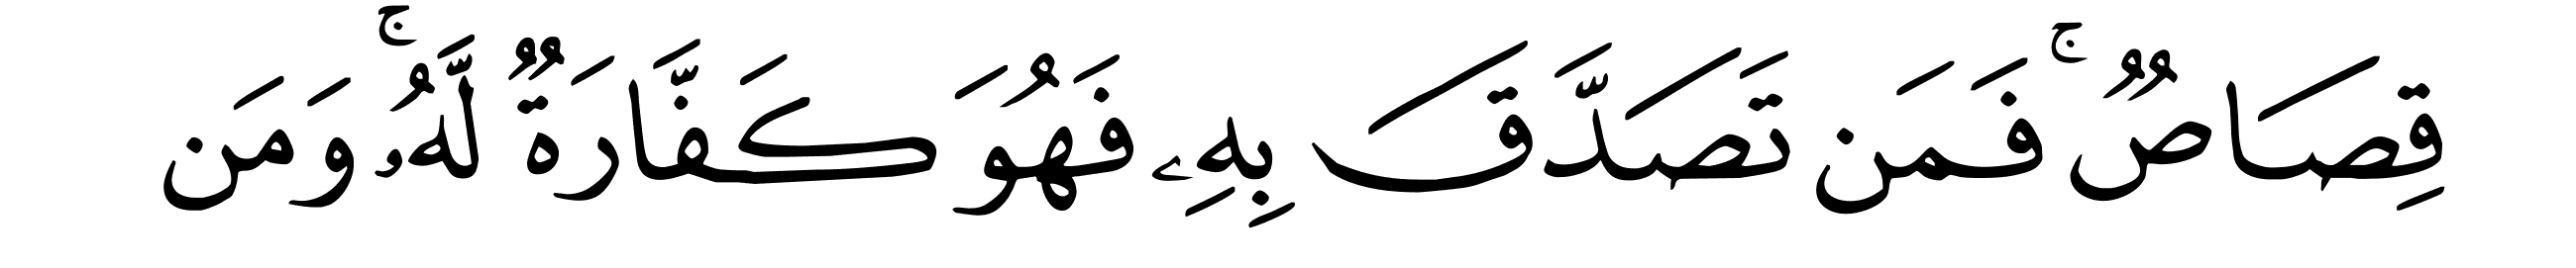 قِصَاصٌۚ فَمَن تَصَدَّقَ بِهِۦ فَهُوَ كَفَّارَةٌ لَّهُۥۚ وَمَن